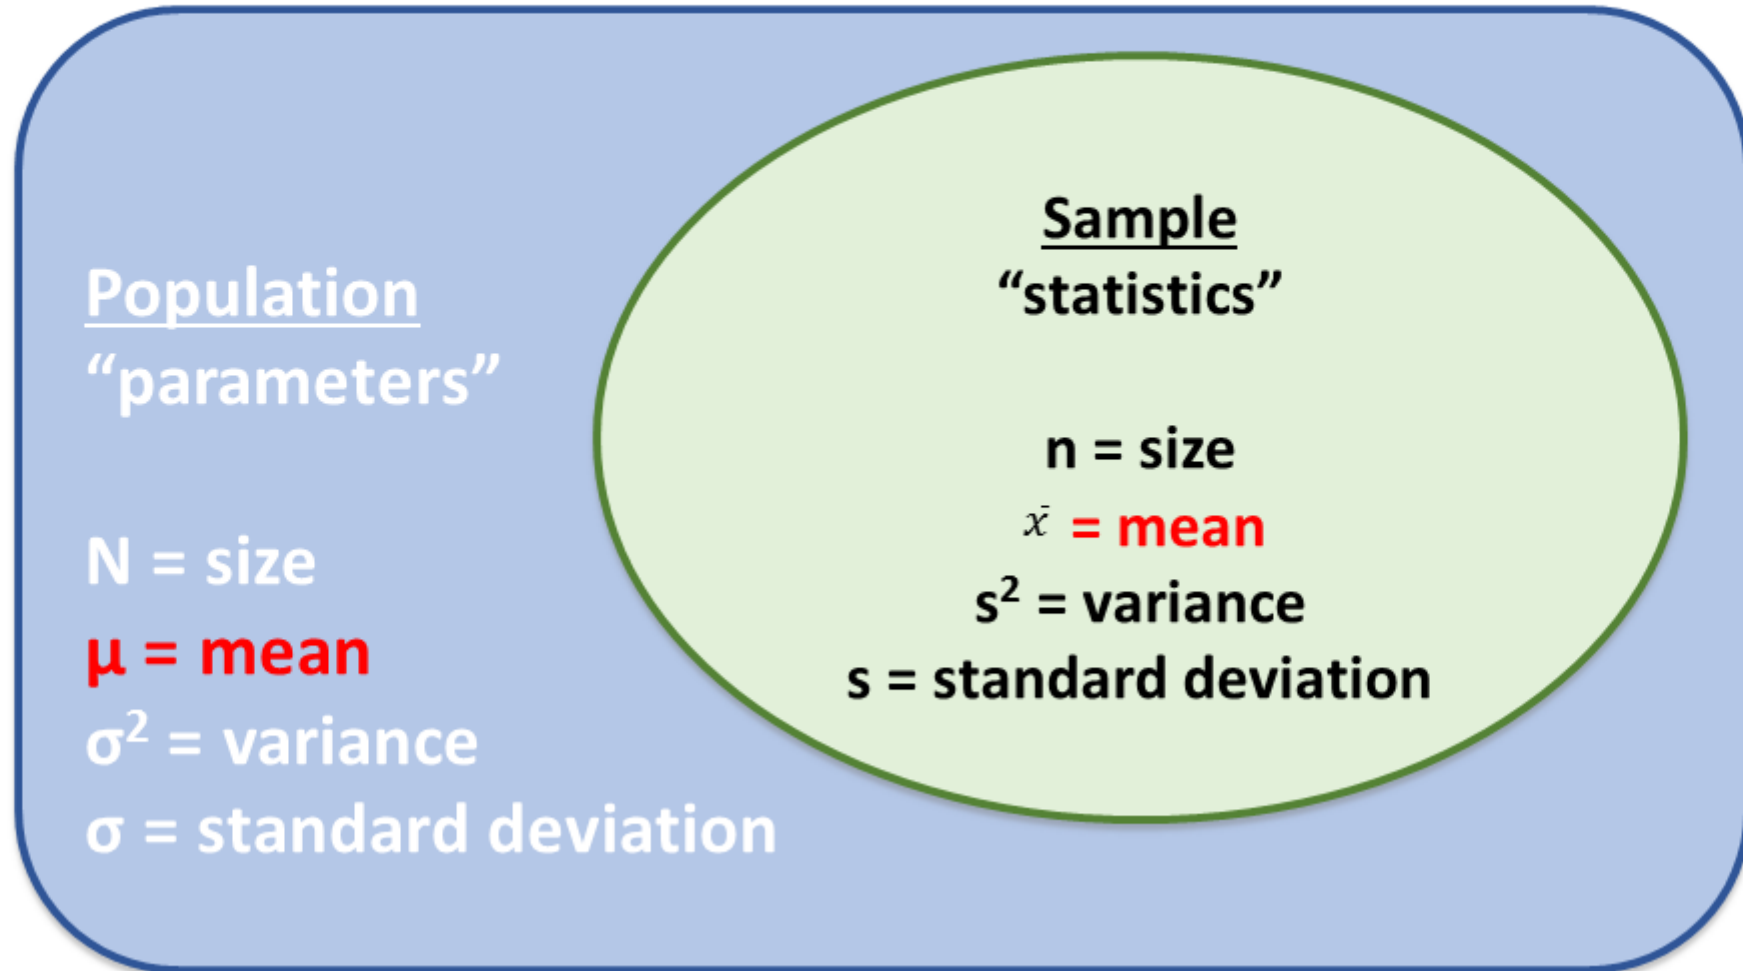 Population
“parameters”
N = size
μ = mean
σ² = variance
σ = standard deviation
Sample
“statistics”
n = size
x̄ = mean
s² = variance
s = standard deviation